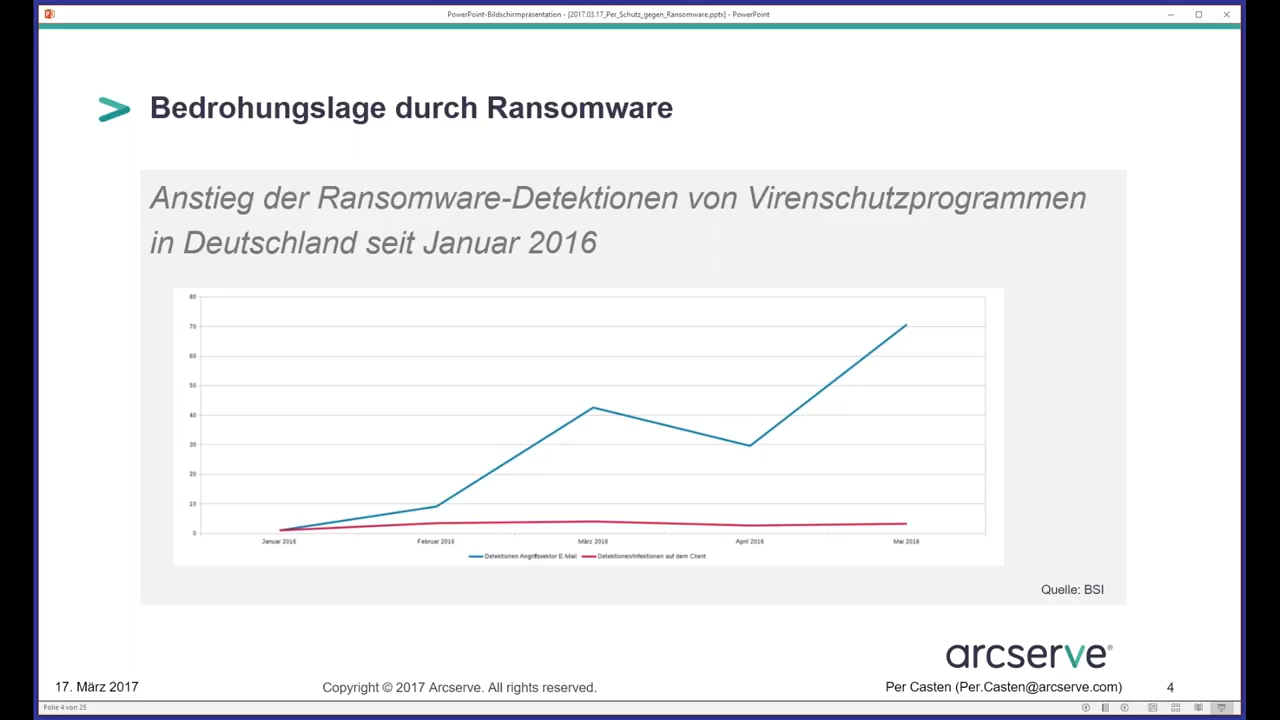 PowerPoint-Bildschirmpräsentation - [2017.03.17_Per_Schutz_gegen_Ransomware.pptx] - PowerPoint
Bedrohungslage durch Ransomware
Anstieg der Ransomware-Detektionen von Virenschutzprogrammen
in Deutschland seit Januar 2016
80
70
60
50
40
30
20
10
0
Januar 2016 Februar 2016 März 2016 April 2016 Mai 2016
Detektionen Angriffsvektor E-Mail Detektionen/Infektionen auf dem Client
Quelle: BSI
arcserve®
17. März 2017 Copyright © 2017 Arcserve. All rights reserved. Per Casten (Per.Casten@arcserve.com) 4
Folie 4 von 25